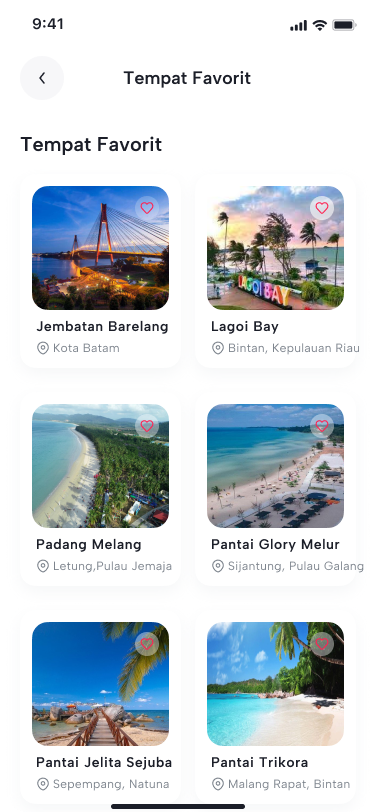 9:41
Tempat Favorit
Tempat Favorit
LAGOI BAY
Jembatan Barelang
Lagoi Bay
Kota Batam
Bintan, Kepulauan Riau
Padang Melang
Pantai Glory Melur
Letung,Pulau Jemaja
Sijantung, Pulau Galang
Pantai Jelita Sejuba
Pantai Trikora
Sepempang, Natuna
Malang Rapat, Bintan